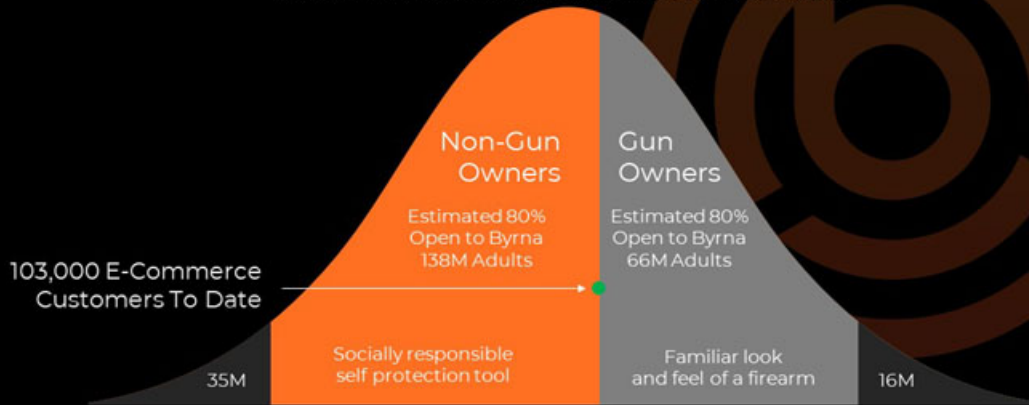 Non-Gun
Owners
Estimated 80%
Open to Byrna
138M Adults
Gun
Owners
Estimated 80%
Open to Byrna
66M Adults
103,000 E-Commerce
Customers To Date
Socially responsible
self protection tool
Familiar look
and feel of a firearm
35M
16M